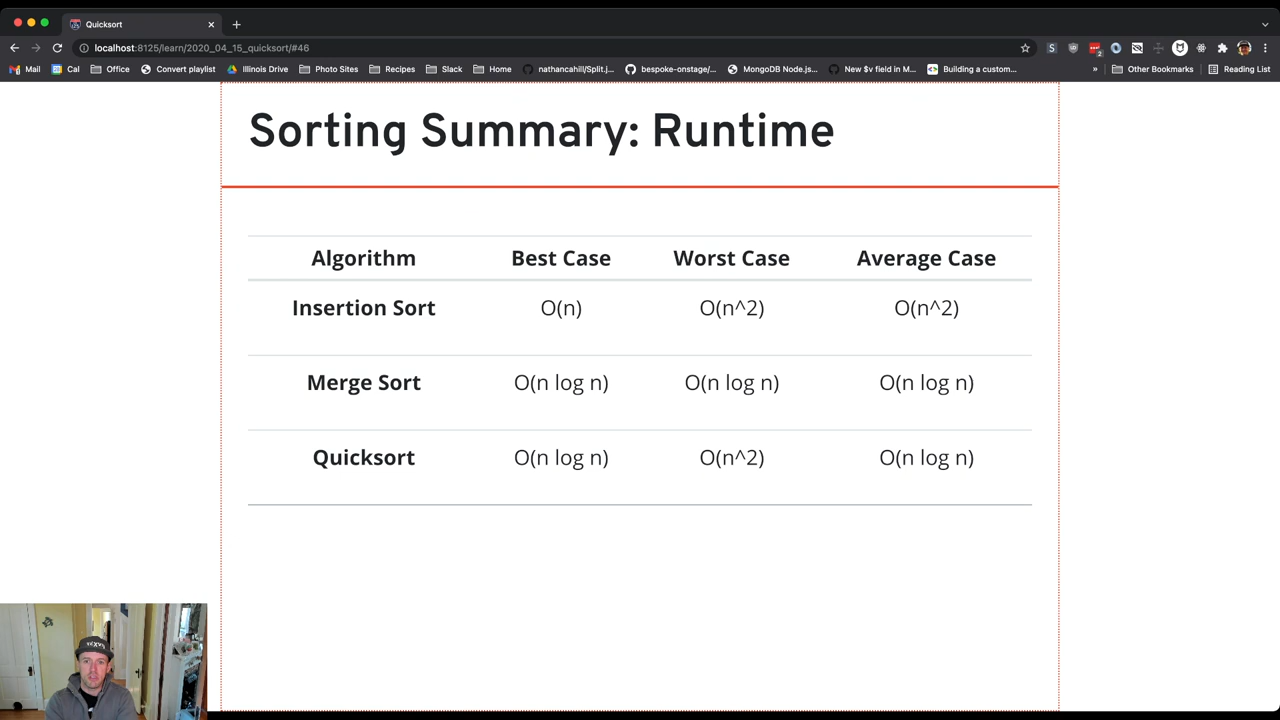 Quicksort
localhost:8125/learn/2020_04_15_quicksort/#46
Mail Cal Office Convert playlist Illinois Drive Photo Sites Recipes Slack Home nathancahill/Split.j... bespoke-onstage/... MongoDB Node.js... New $v field in M... Building a custom... » Other Bookmarks Reading List
Sorting Summary: Runtime
Algorithm Best Case Worst Case Average Case
Insertion Sort O(n) O(n^2) O(n^2)
Merge Sort O(n log n) O(n log n) O(n log n)
Quicksort O(n log n) O(n^2) O(n log n)